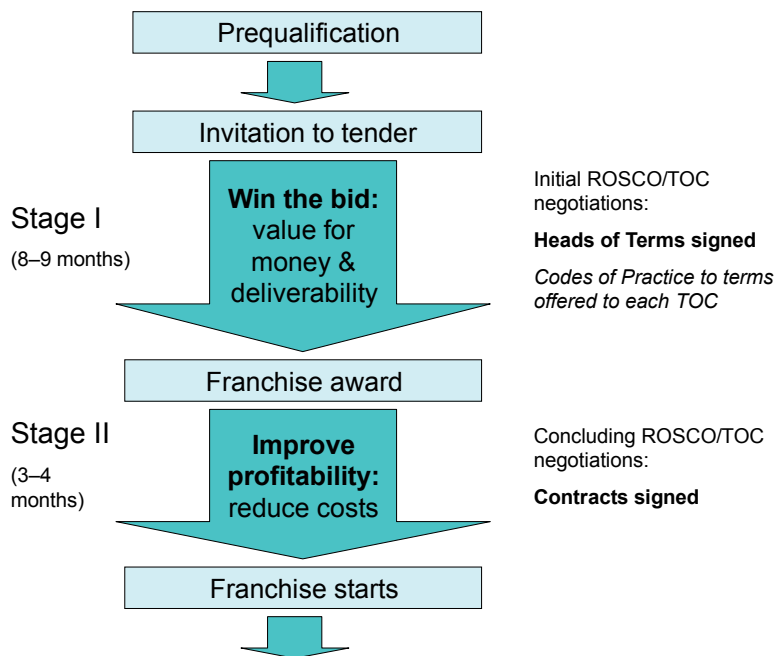 Prequalification
Invitation to tender
Stage I
(8–9 months)
Win the bid:
value for
money &
deliverability
Initial ROSCO/TOC
negotiations:
Heads of Terms signed
Codes of Practice to terms
offered to each TOC
Franchise award
Stage II
(3–4
months)
Improve
profitability:
reduce costs
Concluding ROSCO/TOC
negotiations:
Contracts signed
Franchise starts